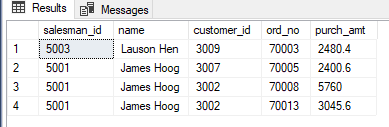 Results Messages
salesman_id name customer_id ord_no purch_amt
1 5003 Lauson Hen 3009 70003 2480.4
2 5001 James Hoog 3007 70005 2400.6
3 5001 James Hoog 3002 70008 5760
4 5001 James Hoog 3002 70013 3045.6